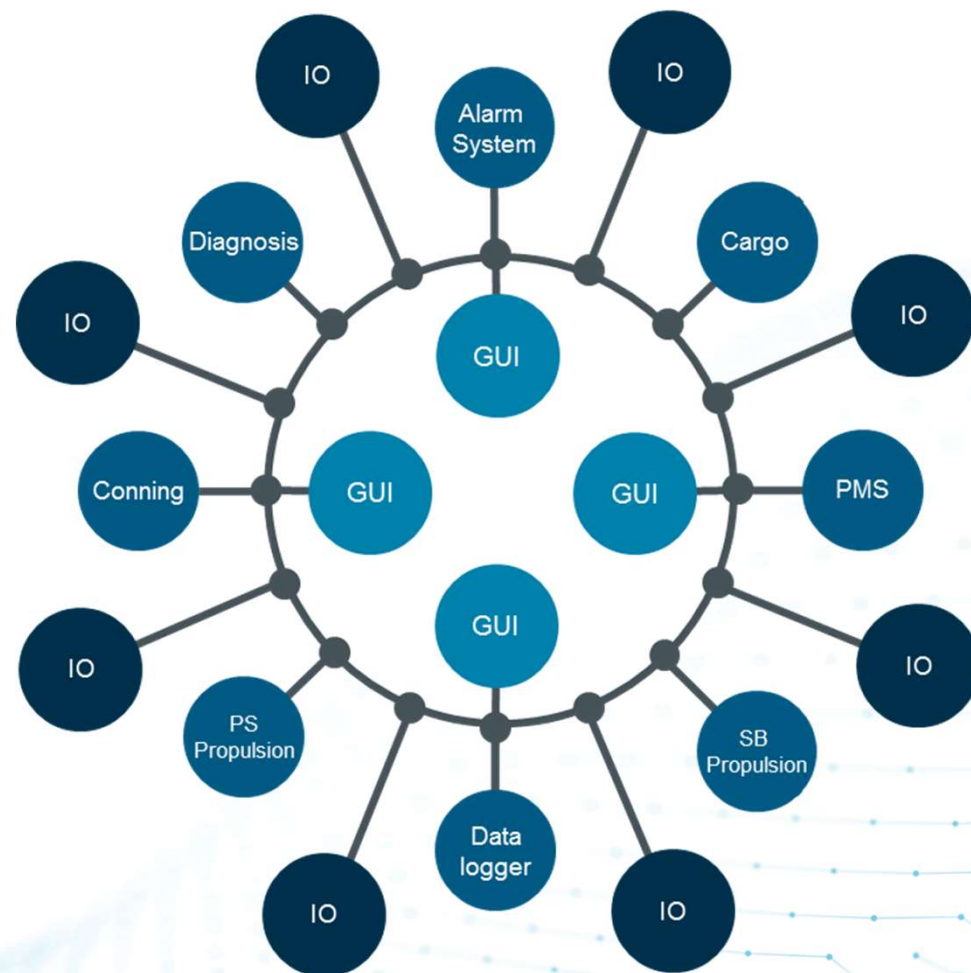 IO
IO
Alarm
System
Diagnosis
Cargo
IO
IO
GUI
Conning
GUI
GUI
PMS
GUI
IO
IO
PS
Propulsion
SB
Propulsion
Data
logger
IO
IO